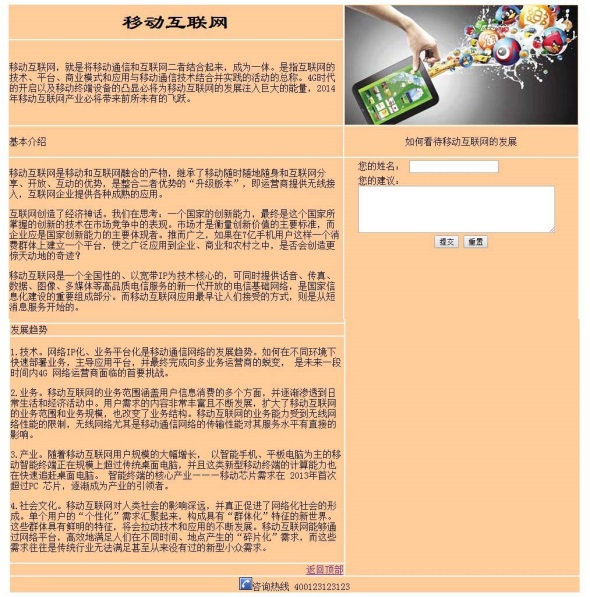 移动互联网
移动互联网，就是将移动通信和互联网二者结合起来，成为一体。是指互联网的
技术、平台、商业模式和应用与移动通信技术结合并实践的活动的总称。4G时代
的开启以及移动终端设备的凸显必将为移动互联网的发展注入巨大的能量，2014
年移动互联网产业必将带来前所未有的飞跃。
基本介绍
如何看待移动互联网的发展
移动互联网是移动和互联网融合的产物，继承了移动随时随地随身和互联网分
享、开放、互动的优势，是整合二者优势的“升级版本”，即运营商提供无线接
入，互联网企业提供各种成熟的应用。
互联网创造了经济神话。我们在思考：一个国家的创新能力，最终是这个国家所
掌握的创新的技术在市场竞争中的表现。市场才是衡量创新价值的主要标准，而
企业应是国家创新能力的主要体现者。推而广之，如果在7亿手机用户这样一个消
费群体上建立一个平台，使之广泛应用到企业、商业和农村之中，是否会创造更
惊天动地的奇迹？
移动互联网是一个全国性的、以宽带IP为技术核心的，可同时提供话音、传真、
数据、图像、多媒体等高品质电信服务的新一代开放的电信基础网络，是国家信
息化建设的重要组成部分。而移动互联网应用最早让人们接受的方式，则是从短
消息服务开始的。
您的姓名：
您的建议：
提交 重置
发展趋势
1.技术。网络IP化、业务平台化是移动通信网络的发展趋势。如何在不同环境下
快速部署业务，主导应用平台，并最终完成向多业务运营商的蜕变， 是未来一段
时间内4G 网络运营商面临的首要挑战。
2.业务。移动互联网的业务范围涵盖用户信息消费的多个方面，并逐渐渗透到日
常生活和经济活动中。用户需求的内容非常丰富且不断发展，扩大了移动互联网
的业务范围和业务规模，也改变了业务结构。移动互联网的业务能力受到无线网
络性能的限制，无线网络尤其是移动通信网络的传输性能对其服务水平有直接的
影响。
3.产业。随着移动互联网用户规模的大幅增长， 以智能手机、平板电脑为主的移
动智能终端正在规模上超过传统桌面电脑，并且这类新型移动终端的计算能力也
在快速追赶桌面电脑。 智能终端的核心产业———移动芯片需求在 2013年首次
超过PC 芯片，逐渐成为产业的引领者。
4.社会文化。移动互联网对人类社会的影响深远，并真正促进了网络化社会的形
成。单个用户的“个性化”需求汇聚起来，构成具有“群体化”特征的新世界。
这些群体具有鲜明的特征，将会拉动技术和应用的不断发展。移动互联网能够通
过网络平台，高效地满足人们在不同时间、地点产生的“碎片化”需求，而这些
需求往往是传统行业无法满足甚至从来没有过的新型小众需求。
返回顶部
咨询热线 400123123123